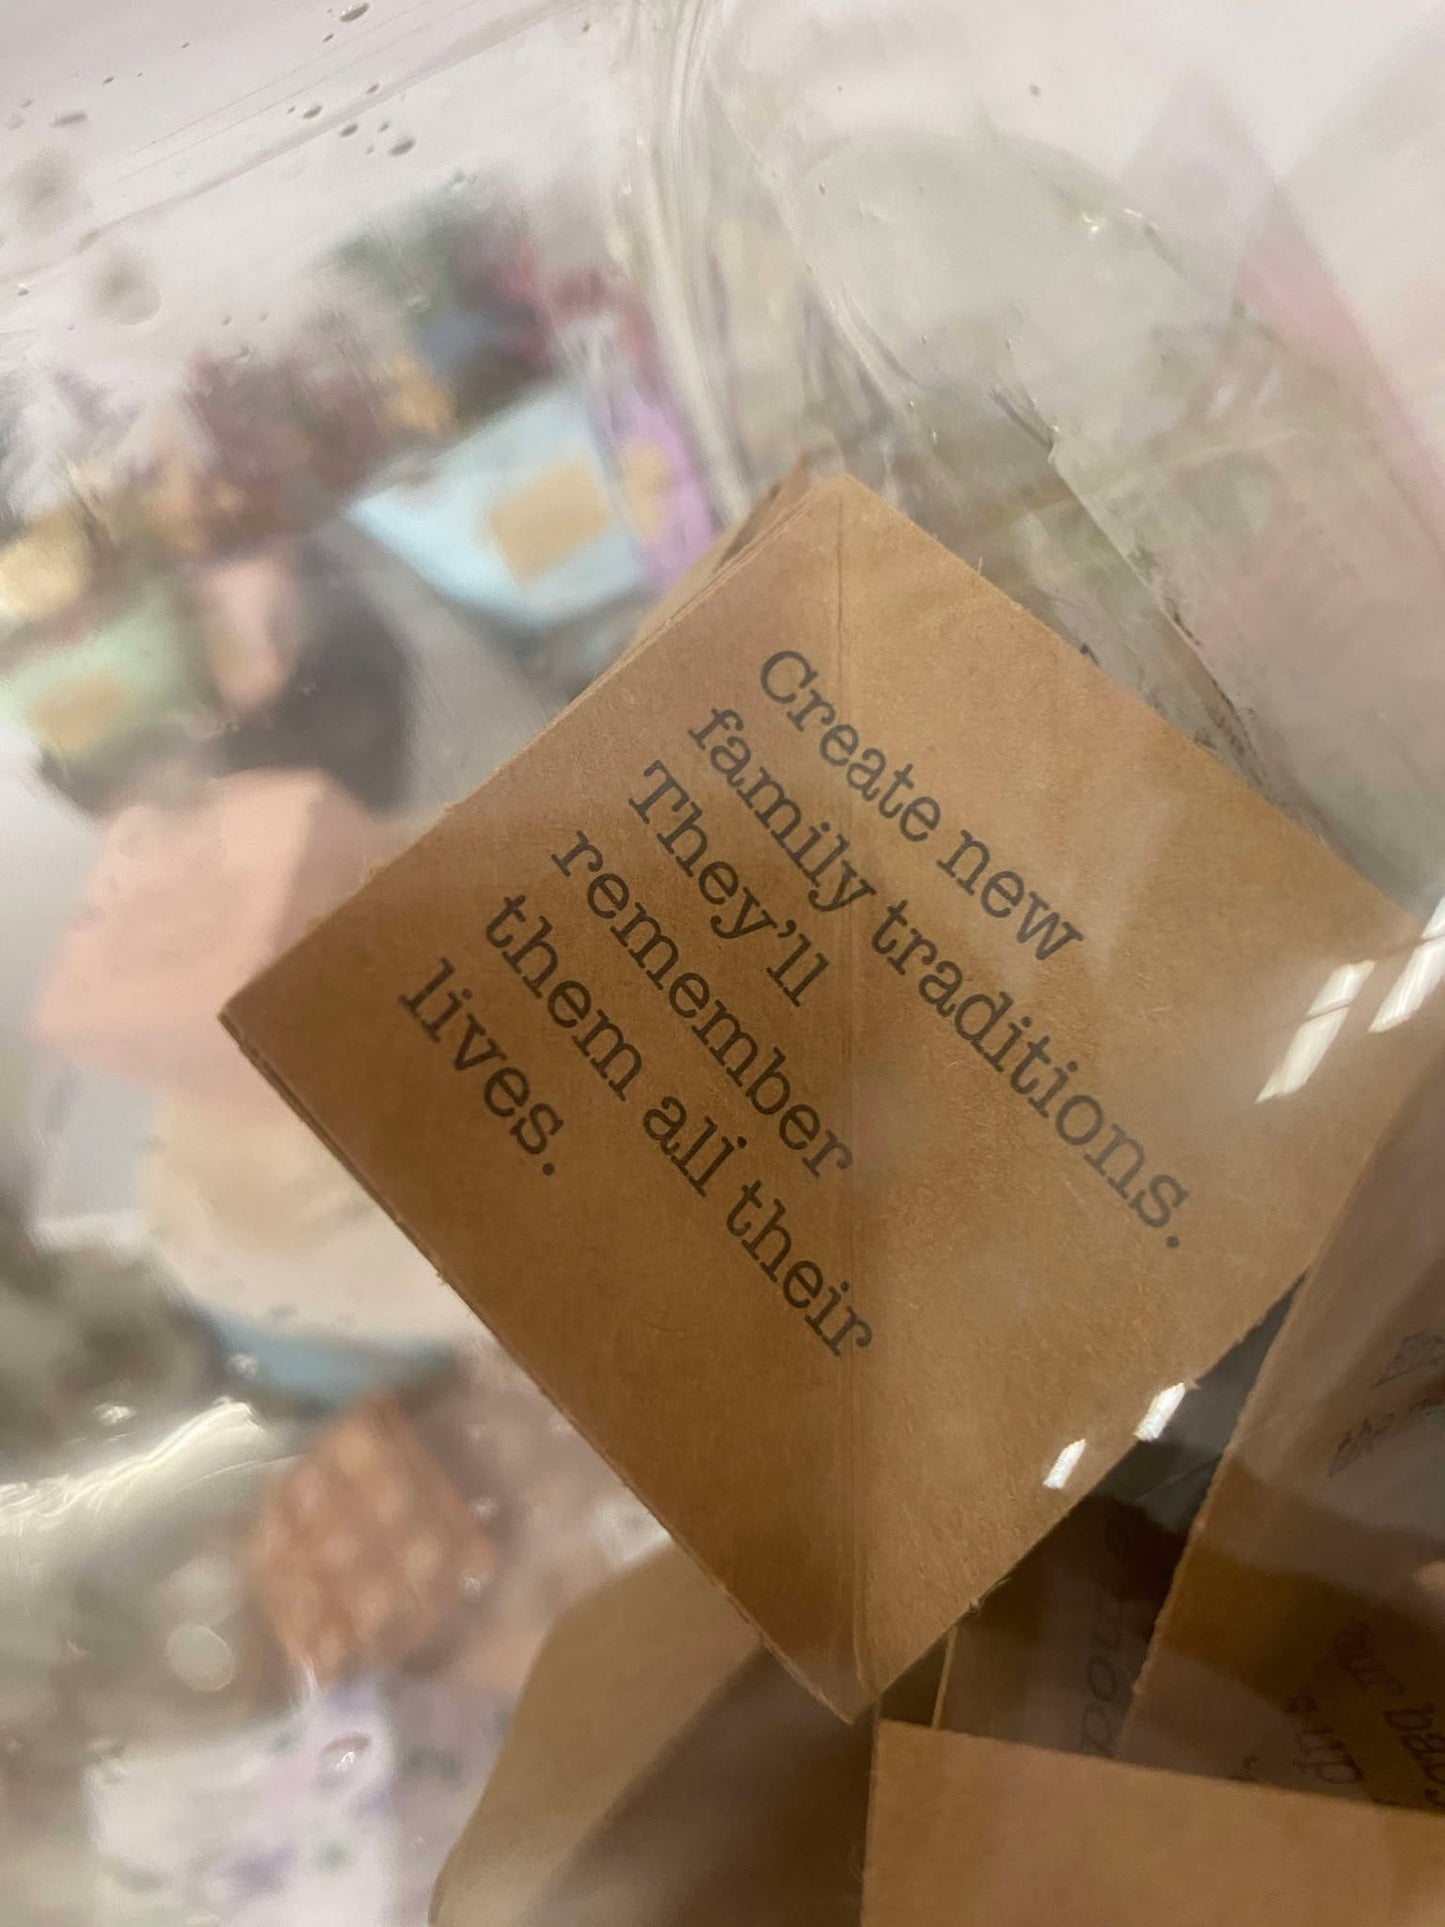 Create new
family traditions.
They'll
remember
them all their
lives.